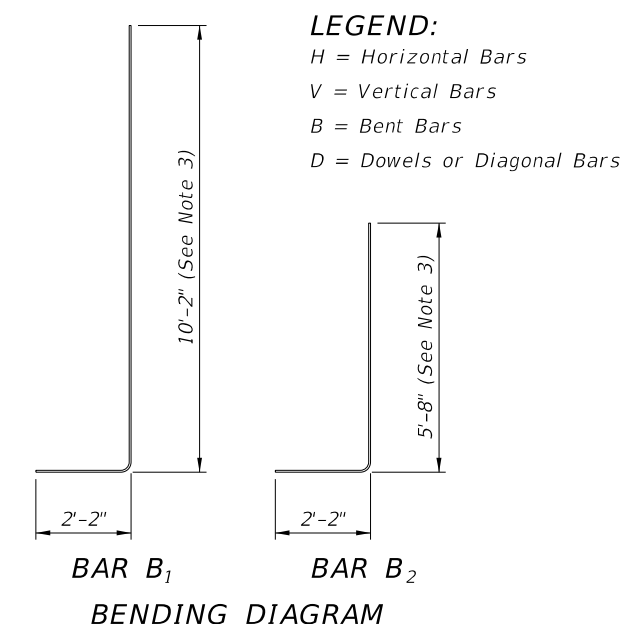 LEGEND:
H = Horizontal Bars
V = Vertical Bars
B = Bent Bars
D = Dowels or Diagonal Bars
10'-2" (See Note 3)
5'-8" (See Note 3)
2'-2"
2'-2"
BAR B1
BAR B2
BENDING DIAGRAM